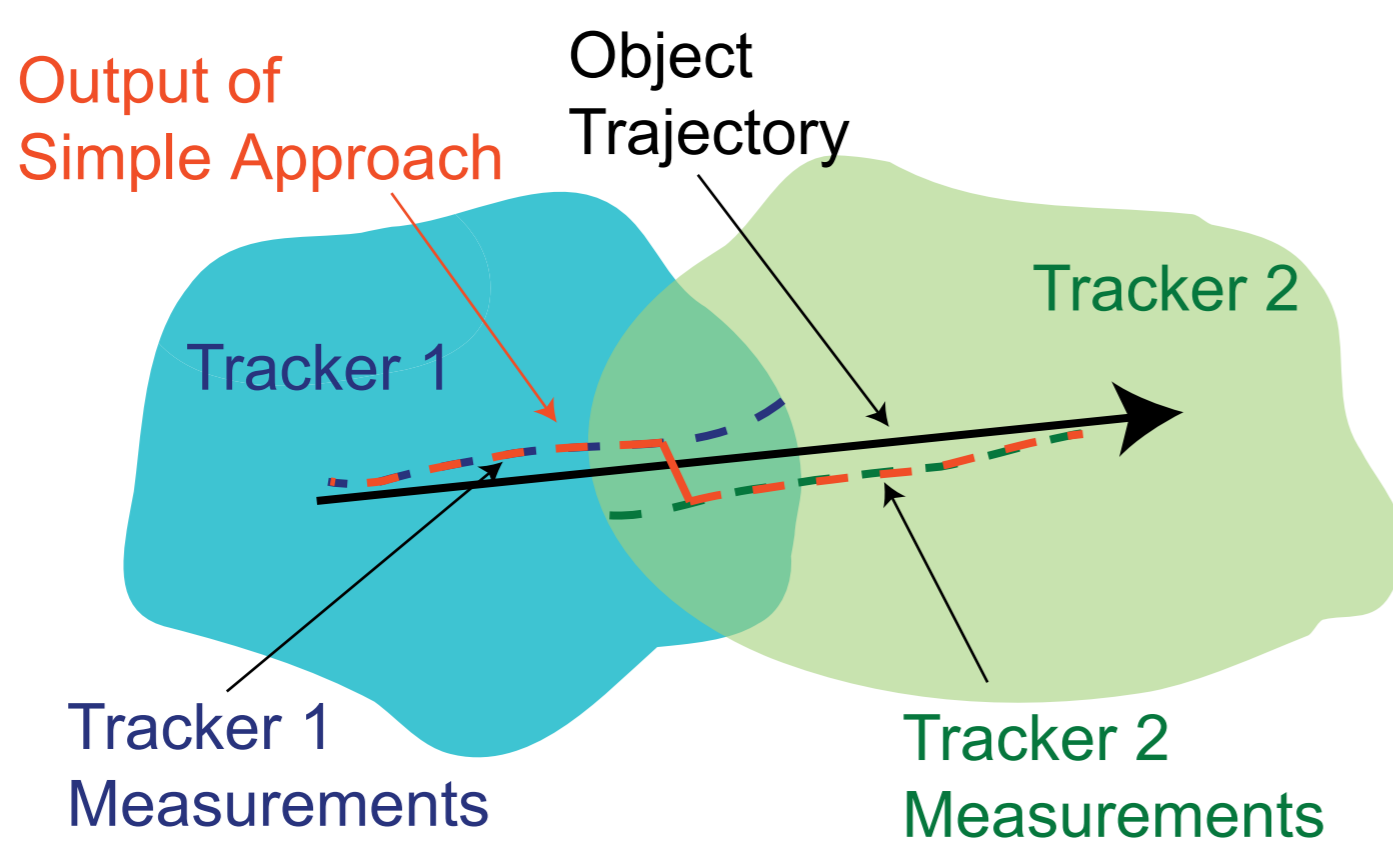 Output of
Simple Approach
Object
Trajectory
Tracker 1
Tracker 2
Tracker 1
Measurements
Tracker 2
Measurements